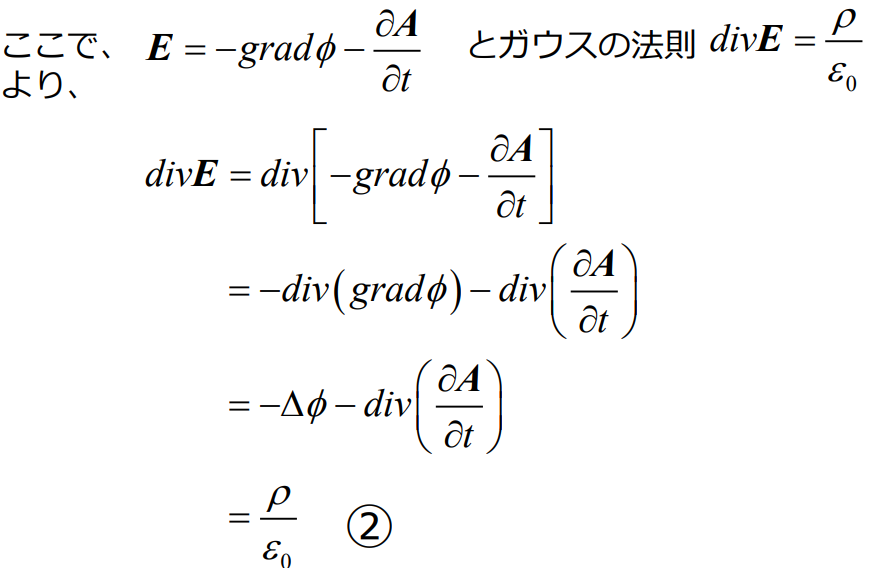 ここで、 E = −gradϕ − ∂A/∂t とガウスの法則 divE = ρ/ε₀
より、
divE = div[−gradϕ − ∂A/∂t]
= −div(gradϕ) − div(∂A/∂t)
= −Δϕ − div(∂A/∂t)
= ρ/ε₀ ②